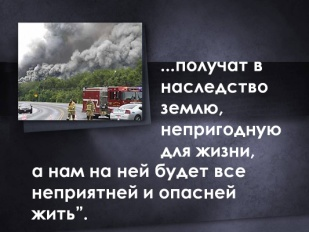 ...получат в
наследство
землю,
непригодную
для жизни,
а нам на ней будет все
неприятней и опасней
жить”.